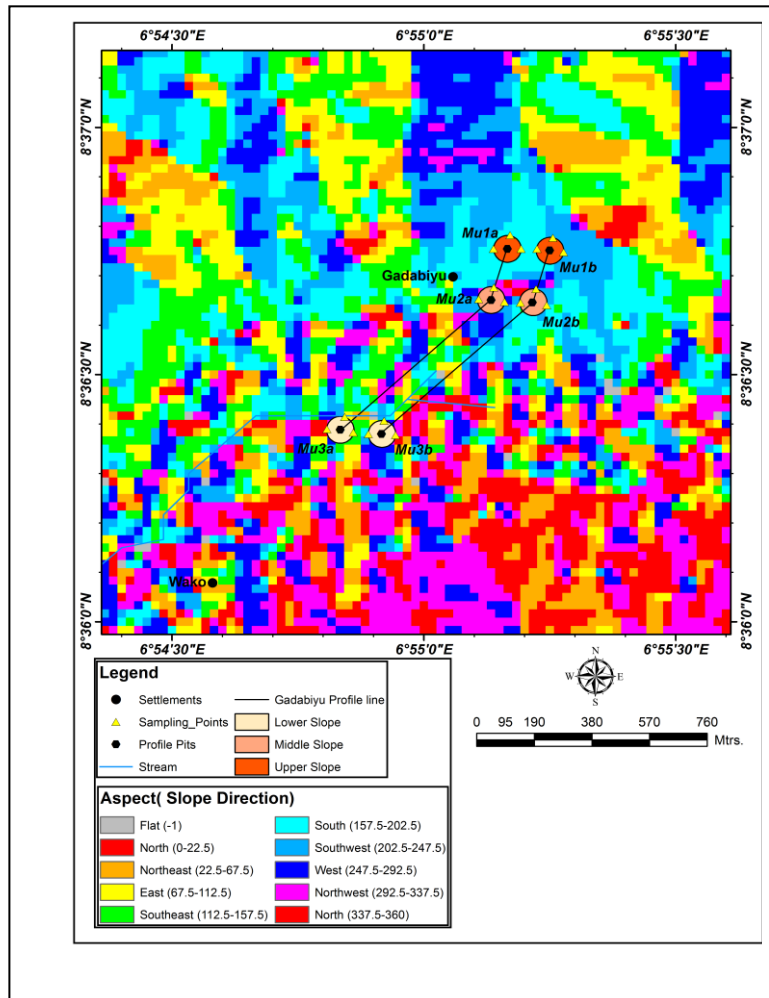 6°54'30"E 6°55'0"E 6°55'30"E
8°37'0"N 8°37'0"N
Mu1a
Mu1b
Gadabiyu
Mu2a
Mu2b
8°36'30"N 8°36'30"N
Mu3a Mu3b
Wako
8°36'0"N 8°36'0"N
6°54'30"E 6°55'0"E 6°55'30"E
Legend
Settlements Gadabiyu Profile line
Sampling_Points Lower Slope
Profile Pits Middle Slope
Stream Upper Slope
N
W E
S
0 95 190 380 570 760
Mtrs.
Aspect( Slope Direction)
Flat (-1) South (157.5-202.5)
North (0-22.5) Southwest (202.5-247.5)
Northeast (22.5-67.5) West (247.5-292.5)
East (67.5-112.5) Northwest (292.5-337.5)
Southeast (112.5-157.5) North (337.5-360)